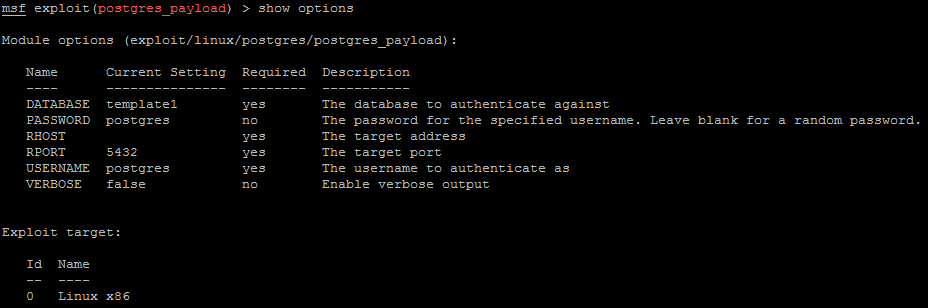 msf exploit(postgres_payload) > show options
Module options (exploit/linux/postgres/postgres_payload):
Name Current Setting Required Description
---- --------------- -------- -----------
DATABASE template1 yes The database to authenticate against
PASSWORD postgres no The password for the specified username. Leave blank for a random password.
RHOST yes The target address
RPORT 5432 yes The target port
USERNAME postgres yes The username to authenticate as
VERBOSE false no Enable verbose output
Exploit target:
Id Name
-- ----
0 Linux x86